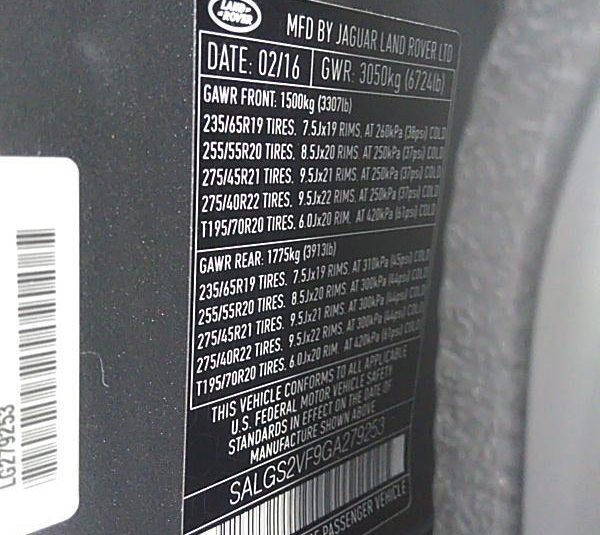 LAND-
-ROVER
MFD BY JAGUAR LAND ROVER LTD
DATE: 02/16 GWR: 3050kg (6724lb)
GAWR FRONT: 1500kg (3307lb)
235/65R19 TIRES, 7.5Jx19 RIMS, AT 260kPa (38psi) COLD
255/55R20 TIRES, 8.5Jx20 RIMS, AT 250kPa (37psi) COLD
275/45R21 TIRES, 9.5Jx21 RIMS, AT 250kPa (37psi) COLD
275/40R22 TIRES, 9.5Jx22 RIMS, AT 250kPa (37psi) COLD
T195/70R20 TIRES, 6.0Jx20 RIM, AT 420kPa (61psi) COLD
GAWR REAR: 1775kg (3913lb)
235/65R19 TIRES, 7.5Jx19 RIMS, AT 310kPa (45psi) COLD
255/55R20 TIRES, 8.5Jx20 RIMS, AT 300kPa (44psi) COLD
275/45R21 TIRES, 9.5Jx21 RIMS, AT 300kPa (44psi) COLD
275/40R22 TIRES, 9.5Jx22 RIMS, AT 300kPa (44psi) COLD
T195/70R20 TIRES, 6.0Jx20 RIM, AT 420kPa (61psi) COLD
THIS VEHICLE CONFORMS TO ALL APPLICABLE
U.S. FEDERAL MOTOR VEHICLE SAFETY
STANDARDS IN EFFECT ON THE DATE OF
MANUFACTURE SHOWN ABOVE
SALGS2VF9GA279253
PASSENGER VEHICLE
LG279253